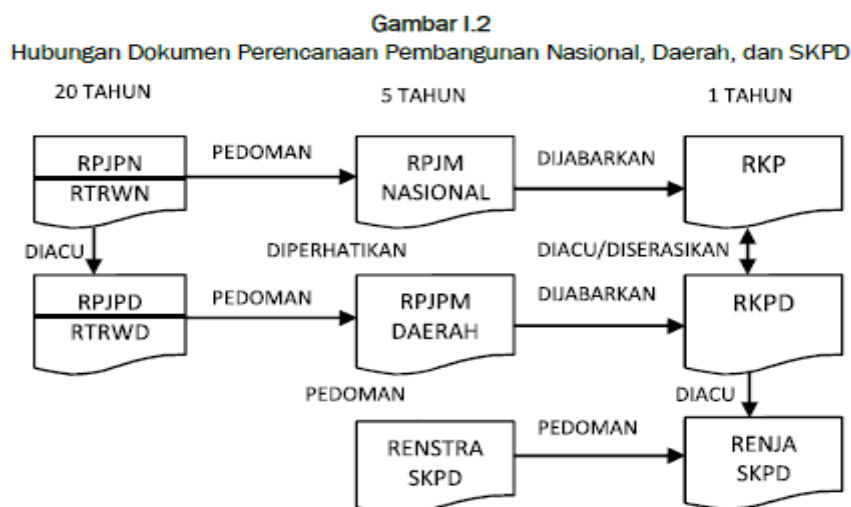 Gambar I.2
Hubungan Dokumen Perencanaan Pembangunan Nasional, Daerah, dan SKPD
20 TAHUN
5 TAHUN
1 TAHUN
RPJPN
RTRWN
PEDOMAN
RPJM
NASIONAL
DIJABARKAN
RKP
DIACU
DIPERHATIKAN
DIACU/DISERASIKAN
RPJPD
RTRWD
PEDOMAN
RPJPM
DAERAH
DIJABARKAN
RKPD
PEDOMAN
DIACU
RENSTRA
SKPD
PEDOMAN
RENJA
SKPD